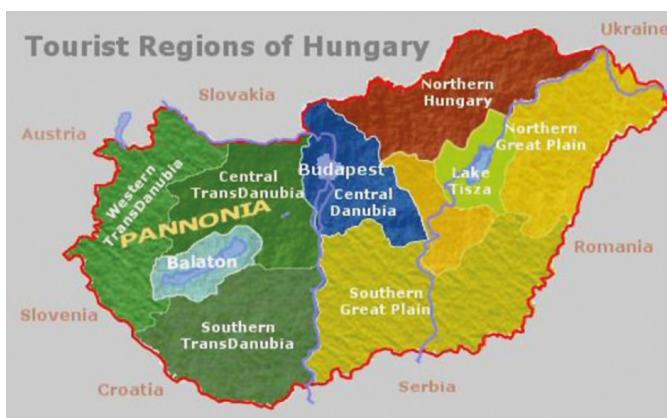 Tourist Regions of Hungary
Ukraine
Slovakia
Austria
Northern
Hungary
Northern
Great Plain
Western
TransDanubia
Central
TransDanubia
Budapest
Central
Danubia
Lake
Tisza
PANNONIA
Balaton
Romania
Southern
Great Plain
Slovenia
Southern
TransDanubia
Croatia
Serbia